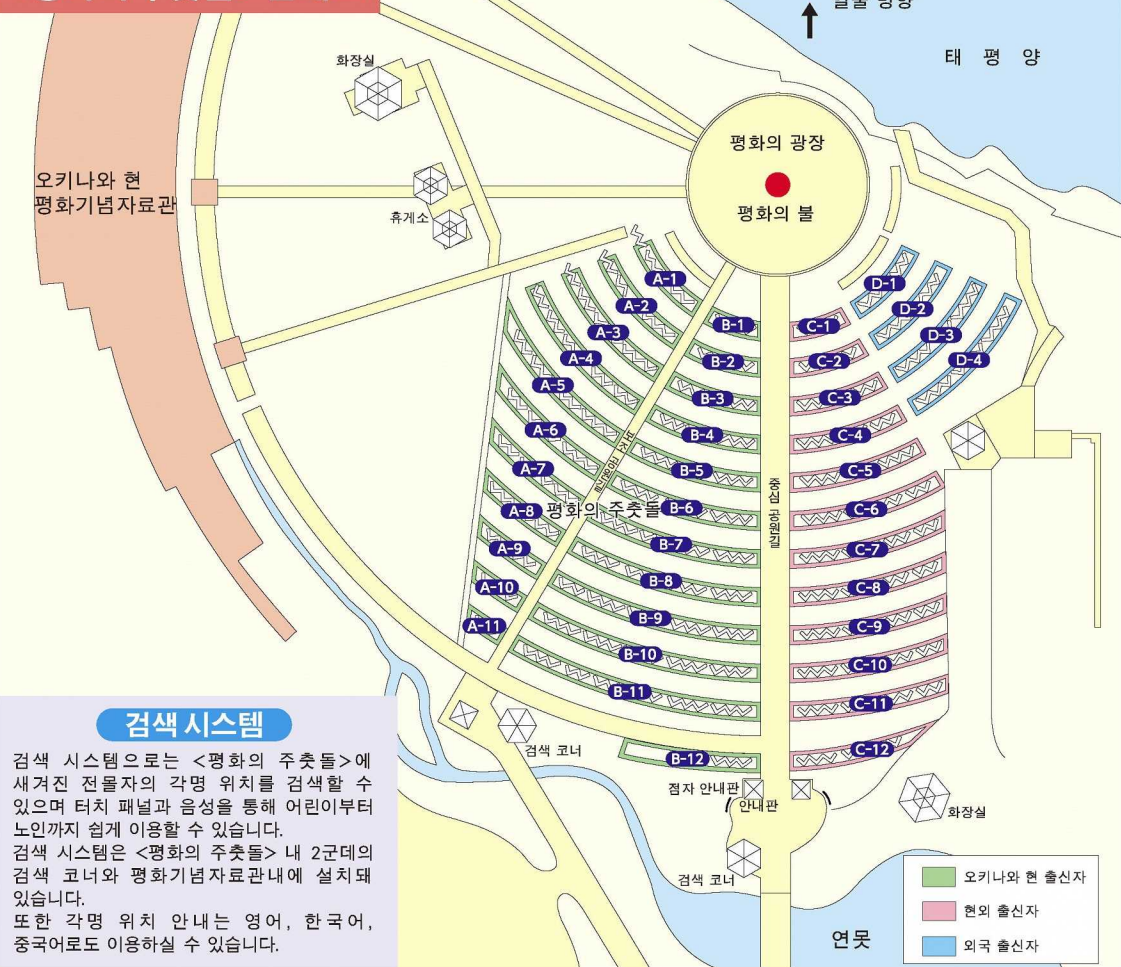 태 평 양
화장실
평화의 광장
평화의 불
오키나와 현
평화기념자료관
휴게소
A-1
A-2
A-3
A-4
A-5
A-6
A-7
A-8
A-9
A-10
A-11
B-1
B-2
B-3
B-4
B-5
B-6
B-7
B-8
B-9
B-10
B-11
B-12
C-1
C-2
C-3
C-4
C-5
C-6
C-7
C-8
C-9
C-10
C-11
C-12
D-1
D-2
D-3
D-4
평화의 주춧돌
중심 공원길
검색 코너
점자 안내판
안내판
화장실
검색 코너
연못
검색 시스템
검색 시스템으로는 <평화의 주춧돌>에
새겨진 전몰자의 각명 위치를 검색할 수
있으며 터치 패널과 음성을 통해 어린이부터
노인까지 쉽게 이용할 수 있습니다.
검색 시스템은 <평화의 주춧돌> 내 2군데의
검색 코너와 평화기념자료관내에 설치돼
있습니다.
또한 각명 위치 안내는 영어, 한국어,
중국어로도 이용하실 수 있습니다.
오키나와 현 출신자
현외 출신자
외국 출신자